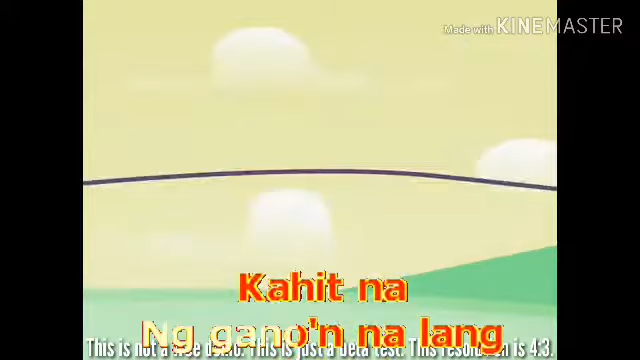 Made with KINEMASTER
Kahit na
Ng gano'n na lang
This is not a free demo. This is just a beta test. This resolution is 4:3.